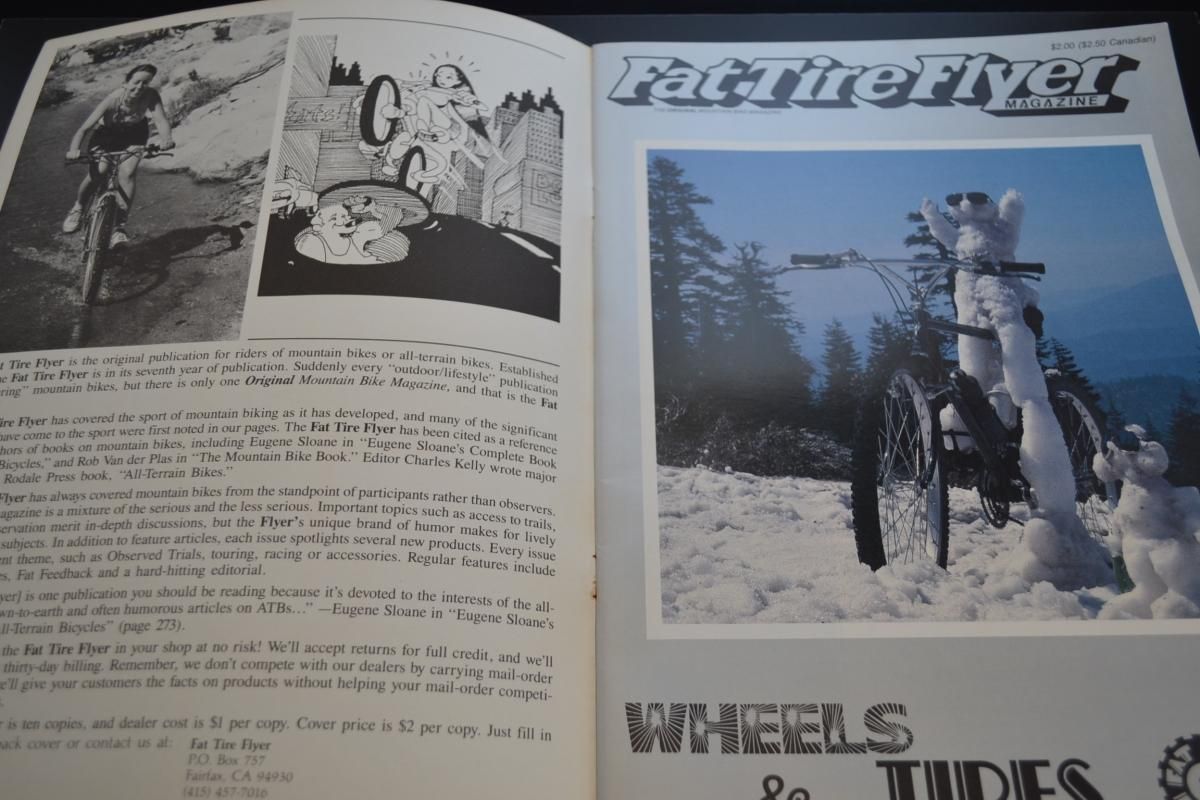 t Tire Flyer is the original publication for riders of mountain bikes or all-terrain bikes. Established
e Fat Tire Flyer is in its seventh year of publication. Suddenly every "outdoor/lifestyle" publication
ring" mountain bikes, but there is only one Original Mountain Bike Magazine, and that is the Fat
ire Flyer has covered the sport of mountain biking as it has developed, and many of the significant
have come to the sport were first noted in our pages. The Fat Tire Flyer has been cited as a reference
hors of books on mountain bikes, including Eugene Sloane in "Eugene Sloane's Complete Book
Bicycles," and Rob Van der Plas in "The Mountain Bike Book." Editor Charles Kelly wrote major
Rodale Press book, "All-Terrain Bikes."
Flyer has always covered mountain bikes from the standpoint of participants rather than observers.
agazine is a mixture of the serious and the less serious. Important topics such as access to trails,
servation merit in-depth discussions, but the Flyer's unique brand of humor makes for lively
subjects. In addition to feature articles, each issue spotlights several new products. Every issue
ent theme, such as Observed Trials, touring, racing or accessories. Regular features include
es, Fat Feedback and a hard-hitting editorial.
yer] is one publication you should be reading because it's devoted to the interests of the all-
wn-to-earth and often humorous articles on ATBs..." —Eugene Sloane in "Eugene Sloane's
ll-Terrain Bicycles" (page 273).
the Fat Tire Flyer in your shop at no risk! We'll accept returns for full credit, and we'll
thirty-day billing. Remember, we don't compete with our dealers by carrying mail-order
e'll give your customers the facts on products without helping your mail-order competi-
s.
r is ten copies, and dealer cost is $1 per copy. Cover price is $2 per copy. Just fill in
back cover or contact us at: Fat Tire Flyer
P.O. Box 757
Fairfax, CA 94930
(415) 457-7016
$2.00 ($2.50 Canadian)
FatTireFlyer
MAGAZINE
THE ORIGINAL MOUNTAIN BIKE MAGAZINE
WHEELS
& TIRES